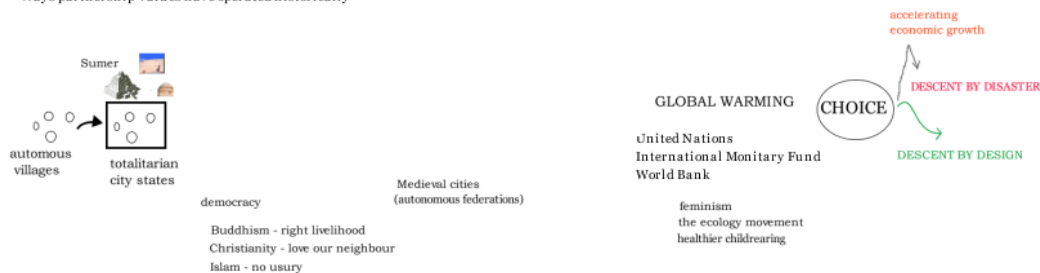 Sumer
automous
villages
totalitarian
city states
democracy
Buddhism - right livelihood
Christianity - love our neighbour
Islam - no usury
Medieval cities
(autonomous federations)
GLOBAL WARMING
United Nations
International Monitary Fund
World Bank
feminism
the ecology movement
healthier childrearing
CHOICE
accelerating
economic growth
DESCENT BY DISASTER
DESCENT BY DESIGN